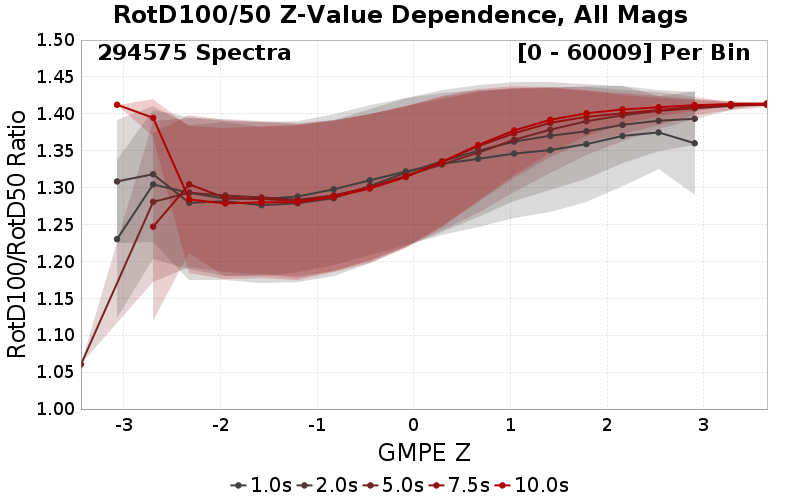 RotD100/50 Z-Value Dependence, All Mags
294575 Spectra
[0 - 60009] Per Bin
RotD100/RotD50 Ratio
1.50
1.45
1.40
1.35
1.30
1.25
1.20
1.15
1.10
1.05
1.00
-3 -2 -1 0 1 2 3
GMPE Z
1.0s 2.0s 5.0s 7.5s 10.0s